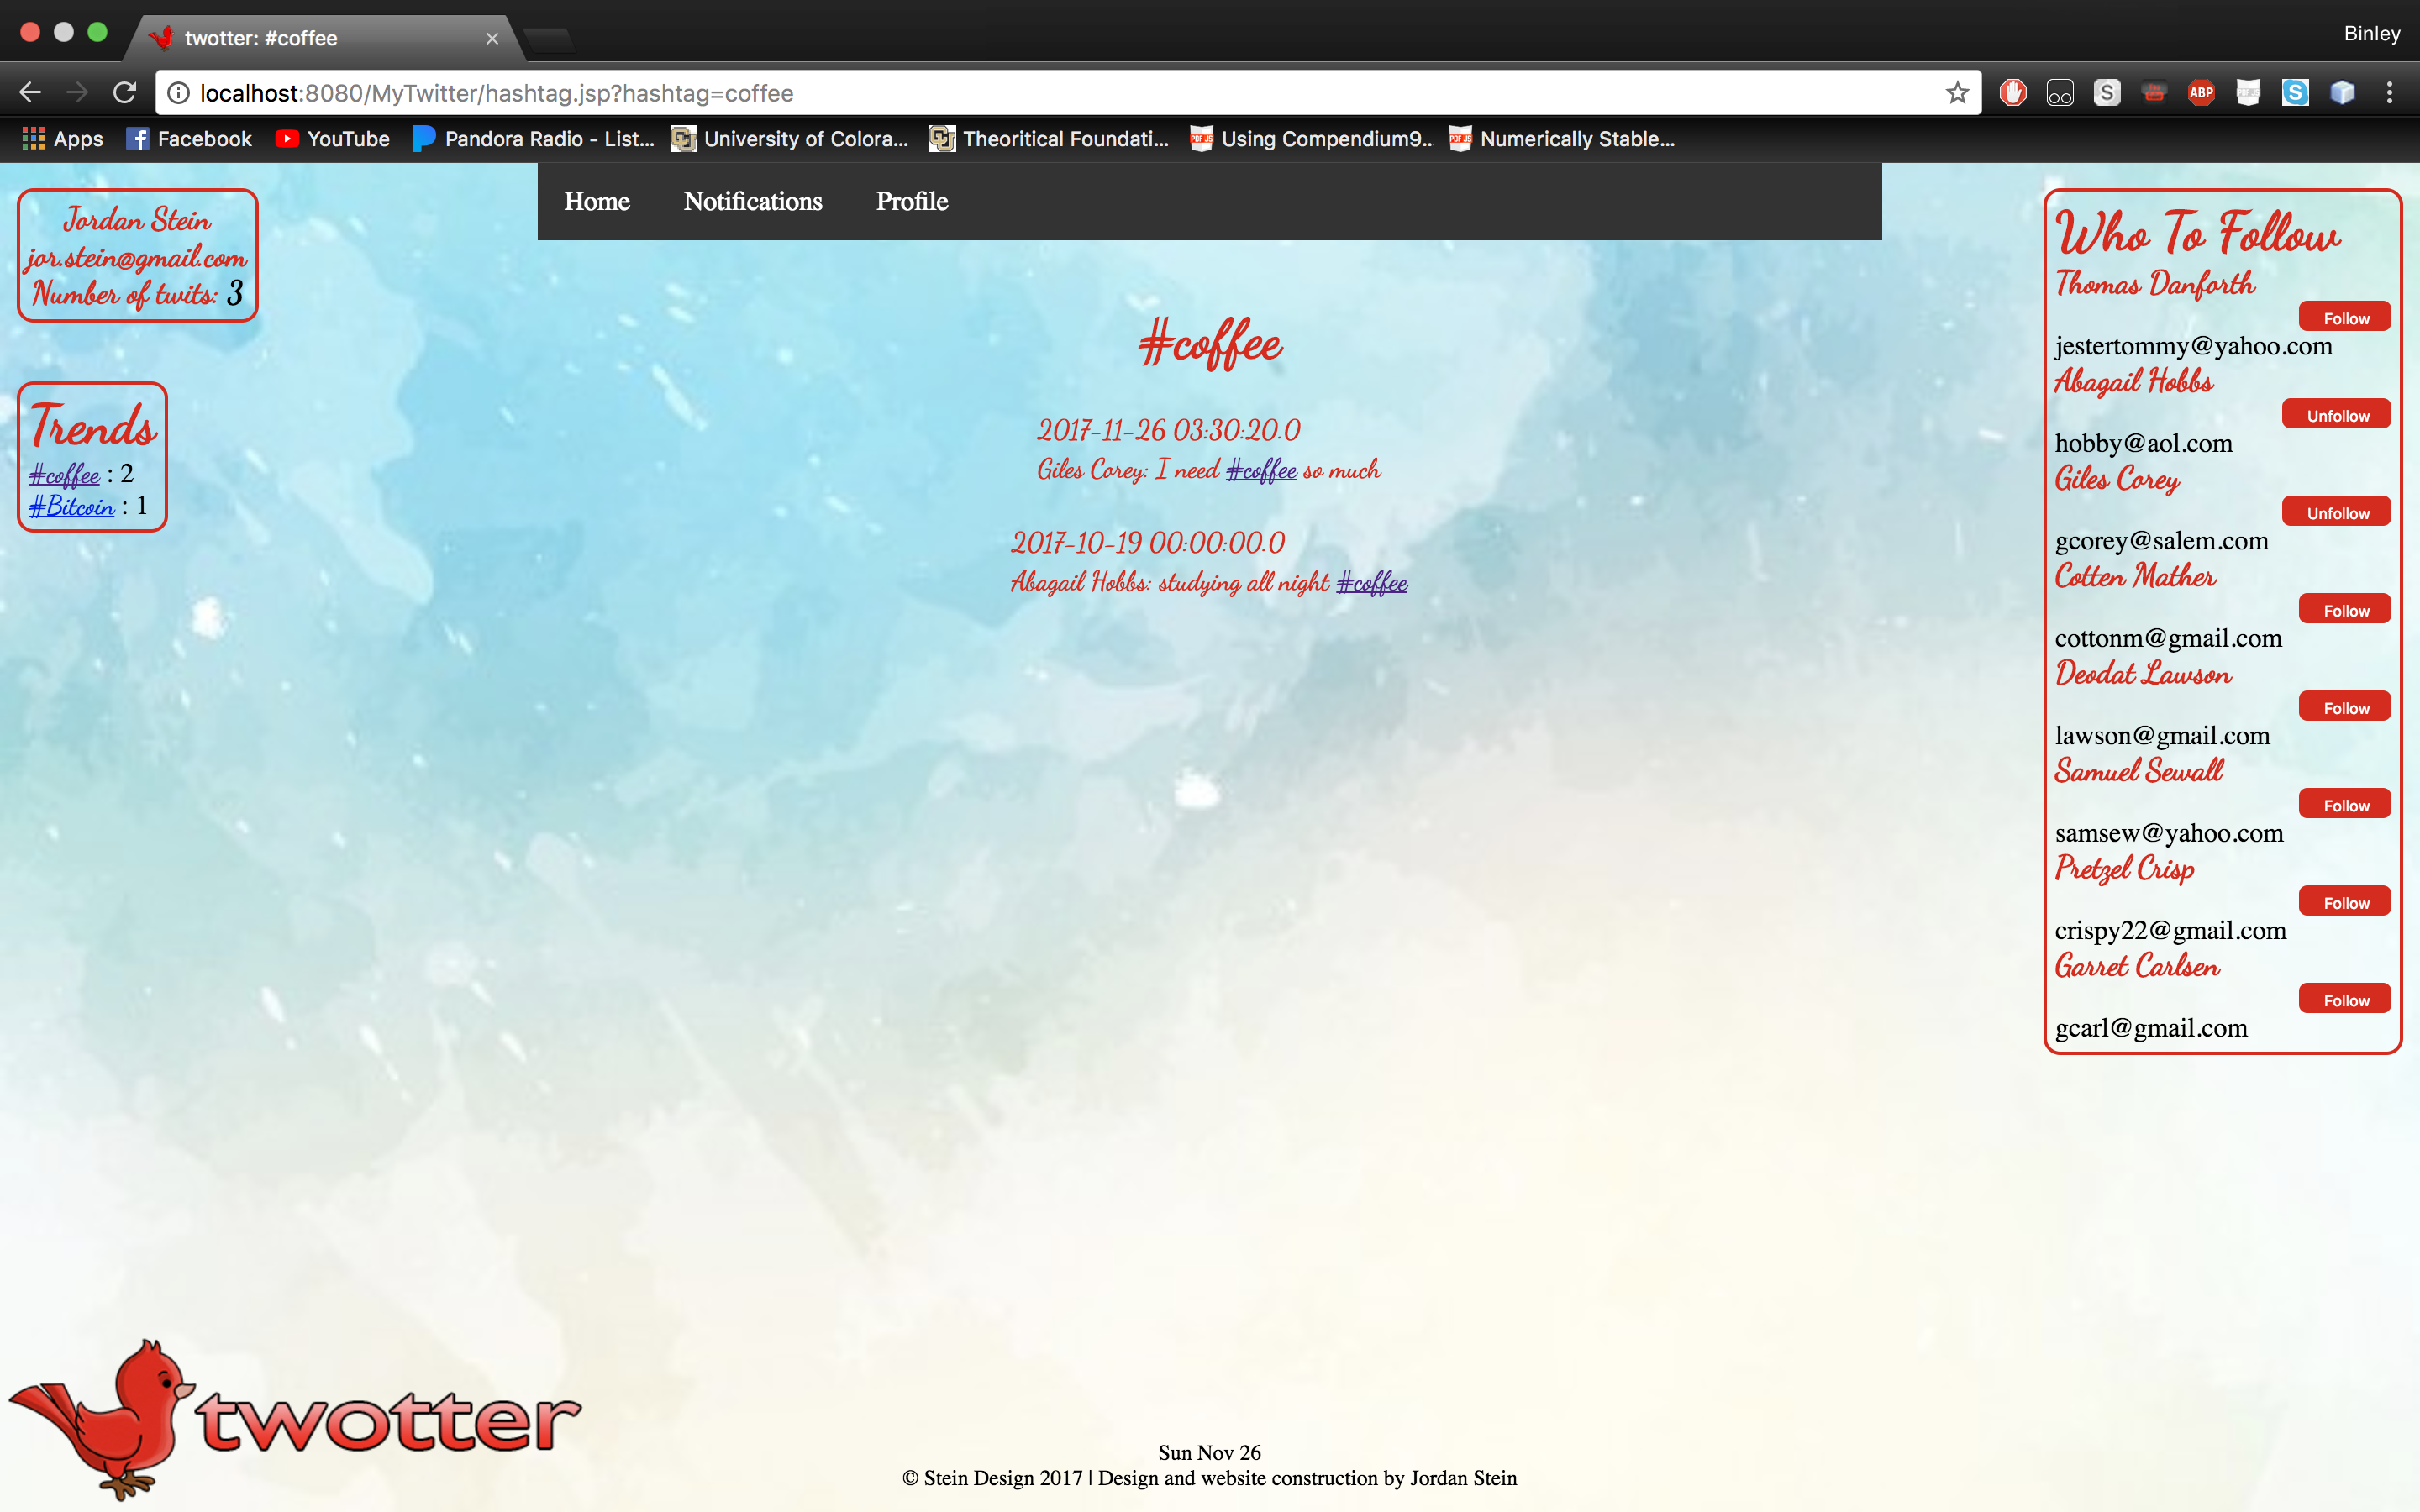 twotter: #coffee
Binley
localhost:8080/MyTwitter/hashtag.jsp?hashtag=coffee
S ABP S
Apps Facebook YouTube Pandora Radio - List... University of Colora... Theoritical Foundati... Using Compendium9... Numerically Stable...
Home Notifications Profile
Jordan Stein
jor.stein@gmail.com
Number of twits: 3
Trends
#coffee : 2
#Bitcoin : 1
#coffee
2017-11-26 03:30:20.0
Giles Corey: I need #coffee so much
2017-10-19 00:00:00.0
Abagail Hobbs: studying all night #coffee
Who To Follow
Thomas Danforth
Follow
jestertommy@yahoo.com
Abagail Hobbs
Unfollow
hobby@aol.com
Giles Corey
Unfollow
gcorey@salem.com
Cotten Mather
Follow
cottonm@gmail.com
Deodat Lawson
Follow
lawson@gmail.com
Samuel Sewall
Follow
samsew@yahoo.com
Pretzel Crisp
Follow
crispy22@gmail.com
Garret Carlsen
Follow
gcarl@gmail.com
twotter
Sun Nov 26
© Stein Design 2017 | Design and website construction by Jordan Stein